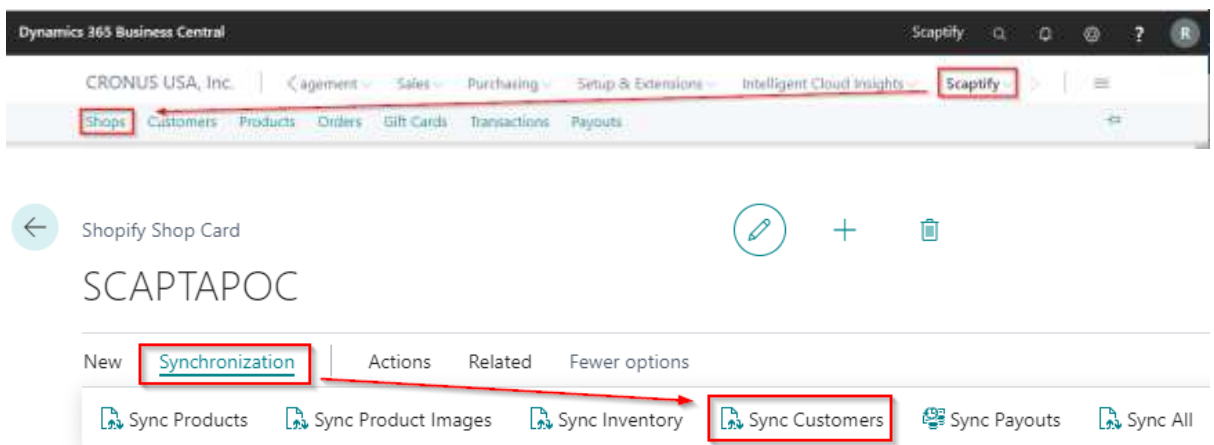 Dynamics 365 Business Central Scaptify ? R
CRONUS USA, Inc. agement Sales Purchasing Setup & Extensions Intelligent Cloud Insights Scaptify
Shops Customers Products Orders Gift Cards Transactions Payouts
Shopify Shop Card
SCAPTAPOC
New Synchronization Actions Related Fewer options
Sync Products Sync Product Images Sync Inventory Sync Customers Sync Payouts Sync All